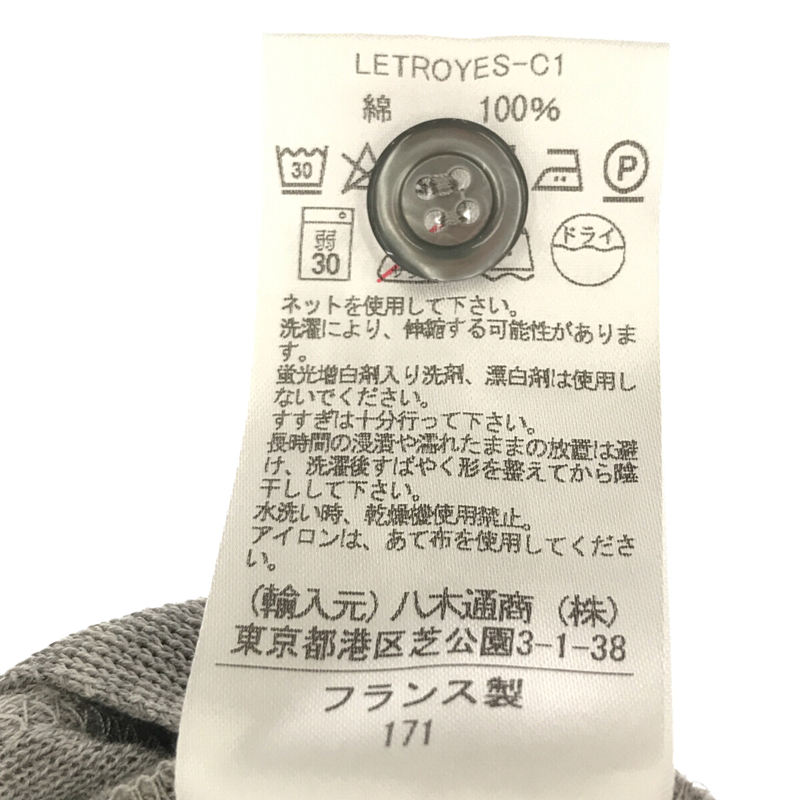 LETROYES-C1
綿 100%
30 P
弱 ドライ
30
ネットを使用して下さい。
洗濯により、伸縮する可能性がありま
す。
蛍光増白剤入り洗剤、漂白剤は使用し
ないでください。
すすぎは十分行って下さい。
長時間の浸漬や濡れたままの放置は避
け、洗濯後すばやく形を整えてから陰
干しして下さい。
水洗い時、乾燥機使用禁止。
アイロンは、あて布を使用してくださ
い。
(輸入元) 八木通商 (株)
東京都港区芝公園3-1-38
フランス製
171